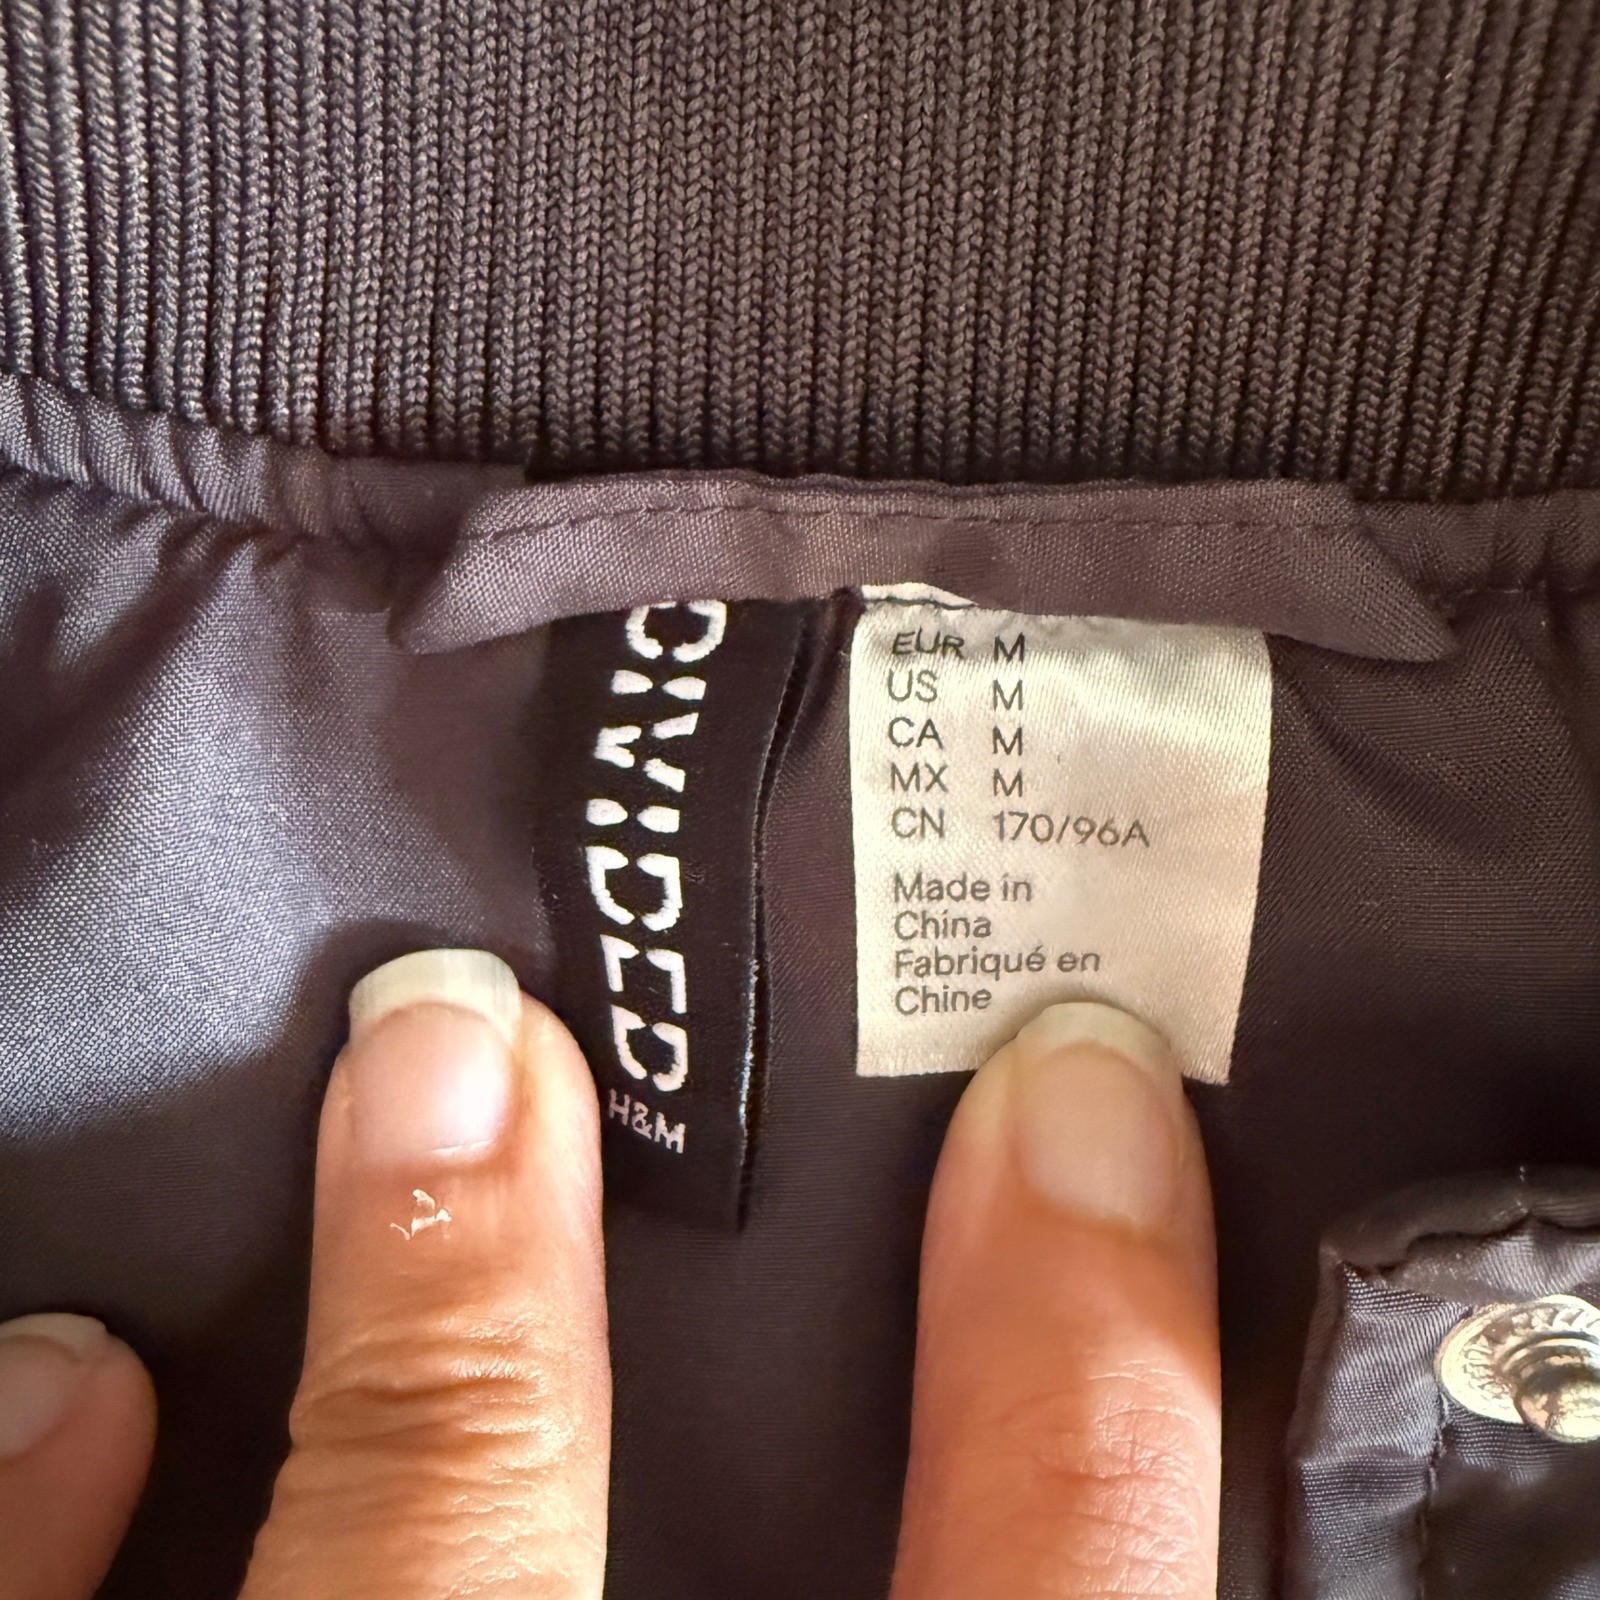 DIVIDED
H&M
EUR M
US M
CA M
MX M
CN 170/96A
Made in
China
Fabriqué en
Chine